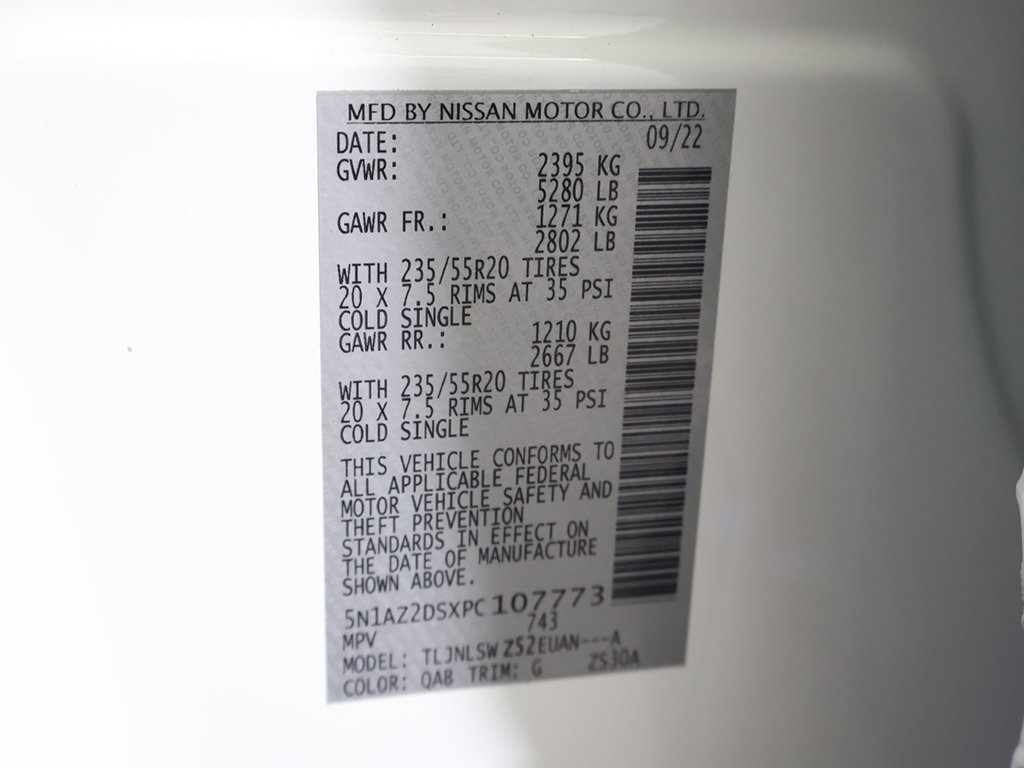 MFD BY NISSAN MOTOR CO., LTD.
DATE: 09/22
GVWR: 2395 KG
5280 LB
GAWR FR.: 1271 KG
2802 LB
WITH 235/55R20 TIRES
20 X 7.5 RIMS AT 35 PSI
COLD SINGLE
GAWR RR.: 1210 KG
2667 LB
WITH 235/55R20 TIRES
20 X 7.5 RIMS AT 35 PSI
COLD SINGLE
THIS VEHICLE CONFORMS TO
ALL APPLICABLE FEDERAL
MOTOR VEHICLE SAFETY AND
THEFT PREVENTION
STANDARDS IN EFFECT ON
THE DATE OF MANUFACTURE
SHOWN ABOVE.
5N1AZ2DSXPC107773
MPV 743
MODEL: TLJNLSW Z52EUAN---A
COLOR: QAB TRIM: G ZS30A